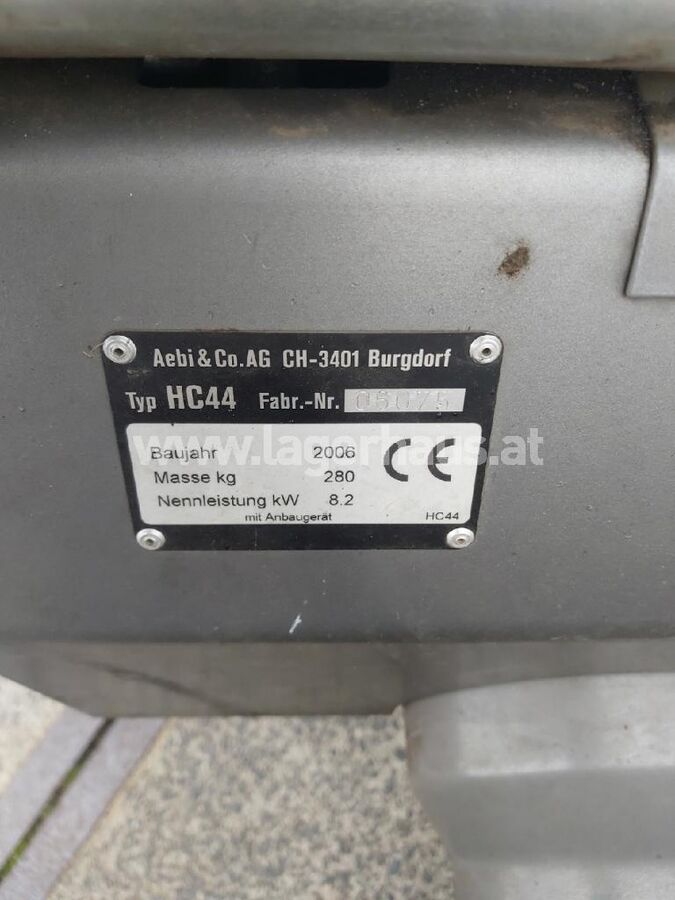 Aebi & Co. AG CH-3401 Burgdorf
Typ HC44 Fabr.-Nr. 05075
www.lagerhaus.at
Baujahr 2006
Masse kg 280
Nennleistung kW 8.2
mit Anbaugerät HC44
CE